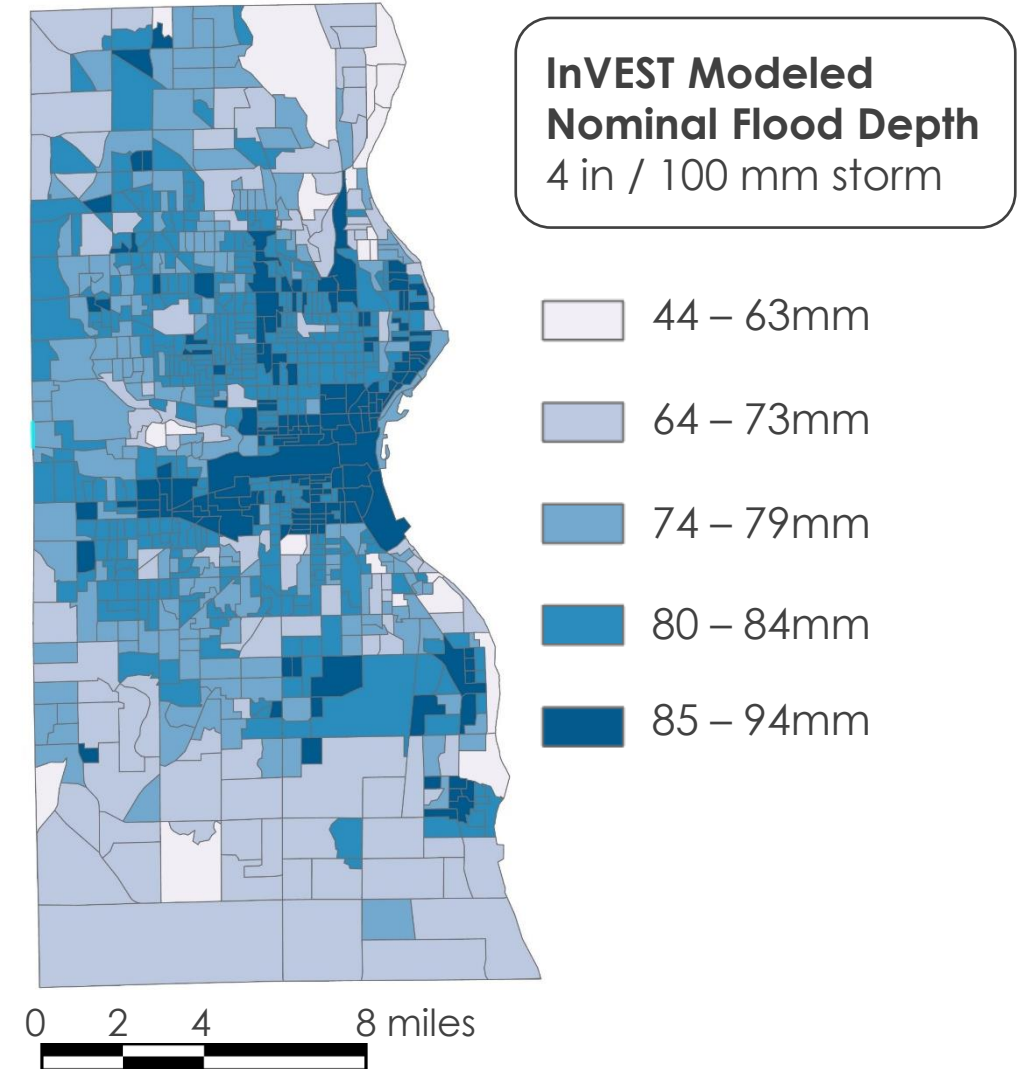 InVEST Modeled
Nominal Flood Depth
4 in / 100 mm storm
44 – 63mm
64 – 73mm
74 – 79mm
80 – 84mm
85 – 94mm
0 2 4 8 miles